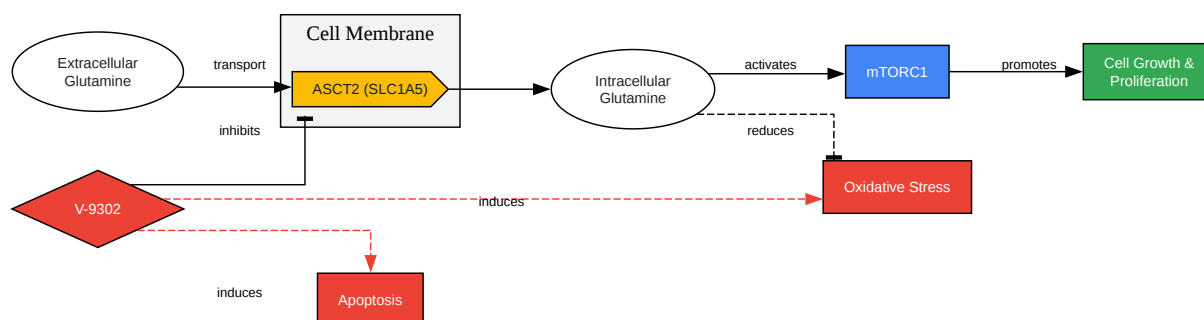 Cell Membrane
Extracellular
Glutamine
transport
ASCT2 (SLC1A5)
Intracellular
Glutamine
activates
mTORC1
promotes
Cell Growth &
Proliferation
inhibits
reduces
Oxidative Stress
V-9302
induces
induces
Apoptosis